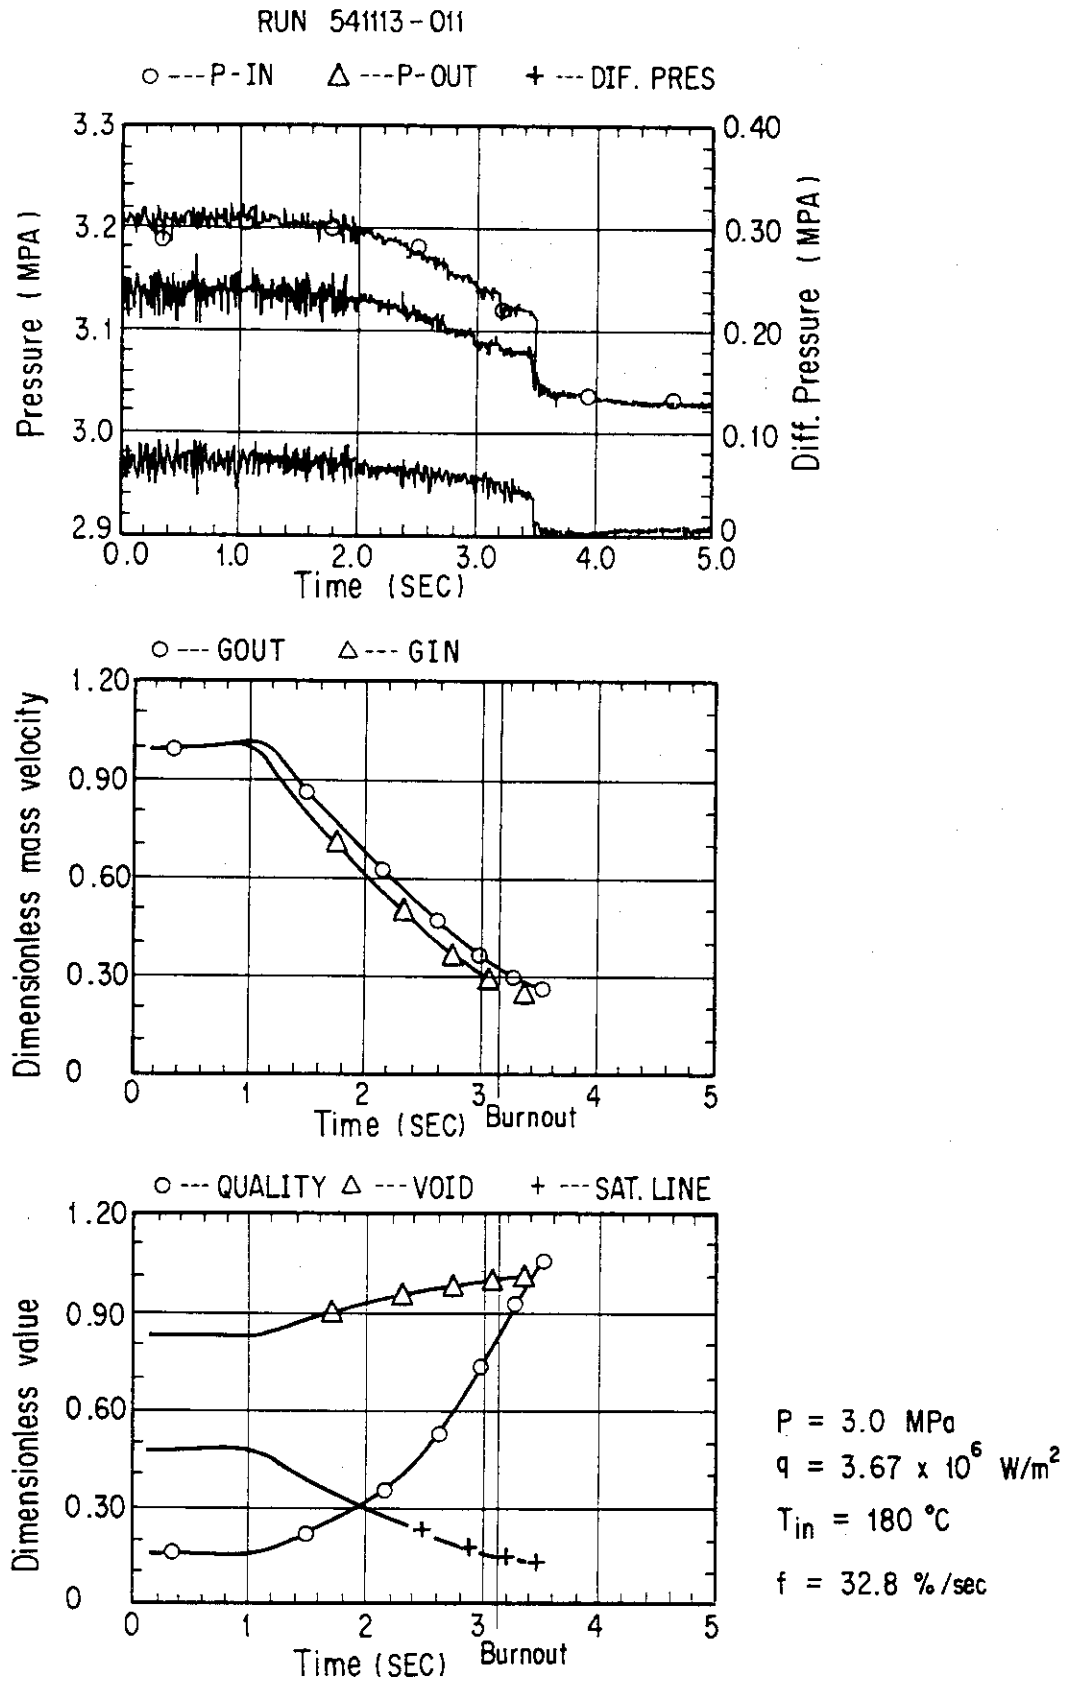 RUN 541113-011
○ --- P-IN △ --- P-OUT + --- DIF. PRES
3.3
3.2
3.1
3.0
2.9
Pressure (MPA)
0.40
0.30
0.20
0.10
0
Diff. Pressure (MPA)
0.0 1.0 2.0 3.0 4.0 5.0
Time (SEC)
○ --- GOUT △ --- GIN
1.20
0.90
0.60
0.30
0
Dimensionless mass velocity
0 1 2 3 4 5
Time (SEC) Burnout
○ --- QUALITY △ --- VOID + --- SAT. LINE
1.20
0.90
0.60
0.30
0
Dimensionless value
0 1 2 3 4 5
Time (SEC) Burnout
P = 3.0 MPa
q = 3.67 x 10⁶ W/m²
Tin = 180 °C
f = 32.8 %/sec